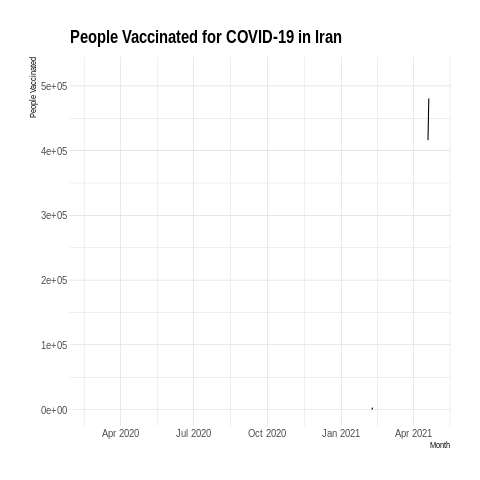 People Vaccinated for COVID-19 in Iran
People Vaccinated
5e+05
4e+05
3e+05
2e+05
1e+05
0e+00
Apr 2020 Jul 2020 Oct 2020 Jan 2021 Apr 2021
Month